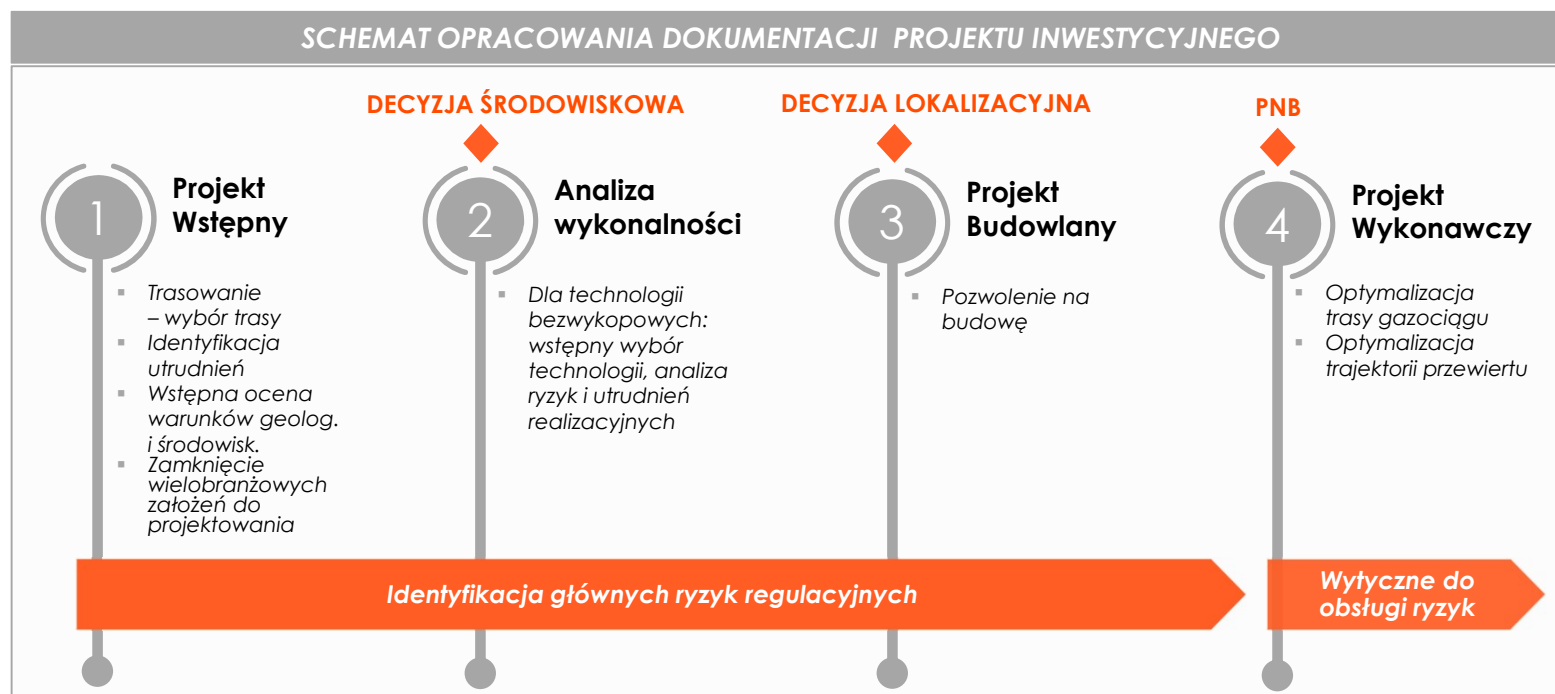 SCHEMAT OPRACOWANIA DOKUMENTACJI PROJEKTU INWESTYCYJNEGO
DECYZJA ŚRODOWISKOWA
DECYZJA LOKALIZACYJNA
PNB
1
Projekt
Wstępny
▪ Trasowanie
– wybór trasy
▪ Identyfikacja
utrudnień
▪ Wstępna ocena
warunków geolog.
i środowisk.
▪ Zamknięcie
wielobranżowych
założeń do
projektowania
2
Analiza
wykonalności
▪ Dla technologii
bezwykopowych:
wstępny wybór
technologii, analiza
ryzyk i utrudnień
realizacyjnych
3
Projekt
Budowlany
▪ Pozwolenie na
budowę
4
Projekt
Wykonawczy
▪ Optymalizacja
trasy gazociągu
▪ Optymalizacja
trajektorii przewiertu
Identyfikacja głównych ryzyk regulacyjnych
Wytyczne do
obsługi ryzyk